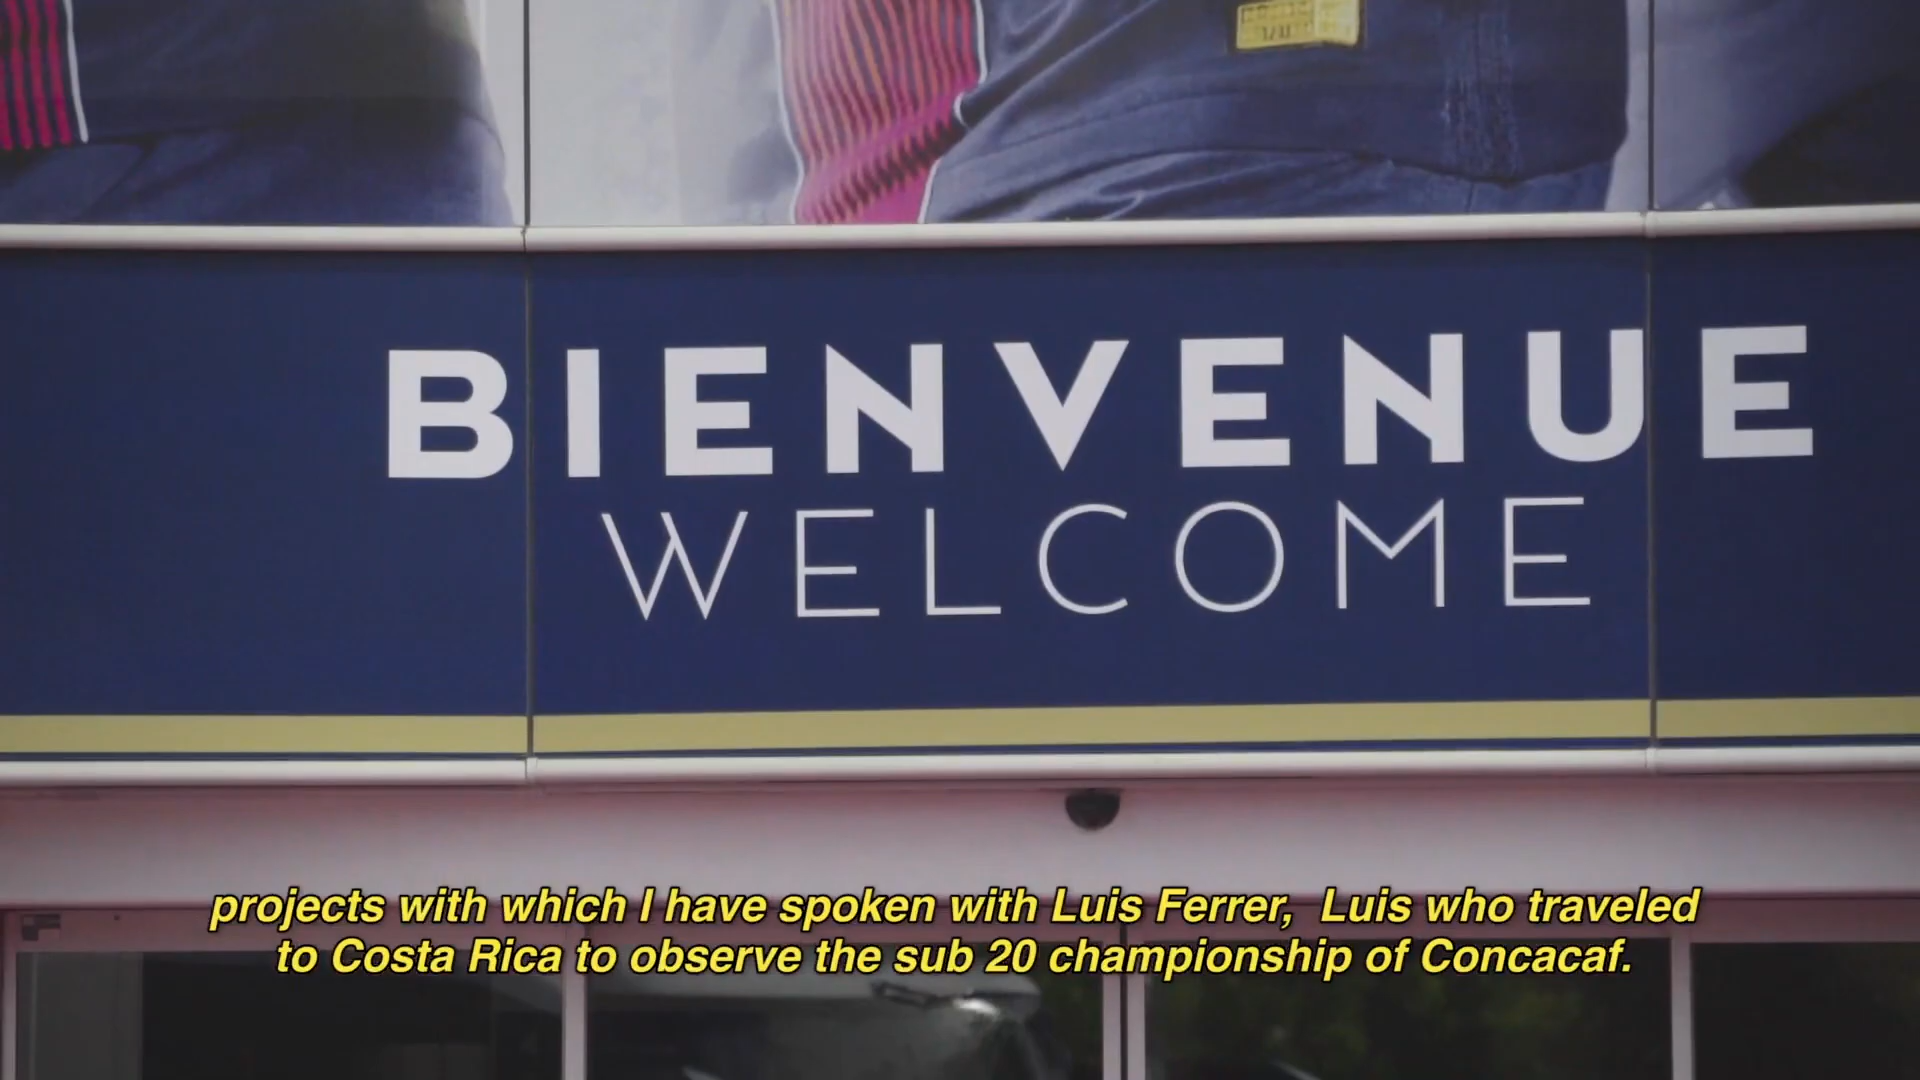 BIENVENUE
WELCOME
projects with which I have spoken with Luis Ferrer, Luis who traveled
to Costa Rica to observe the sub 20 championship of Concacaf.